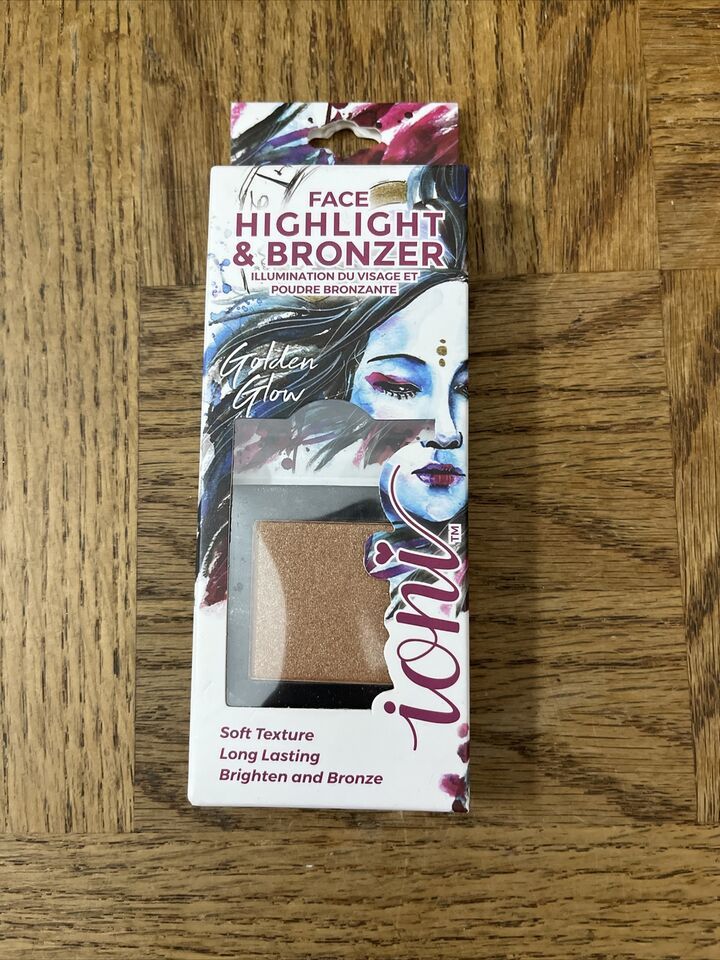 FACE
HIGHLIGHT
& BRONZER
ILLUMINATION DU VISAGE ET
POUDRE BRONZANTE
Golden
Glow
ioni™
Soft Texture
Long Lasting
Brighten and Bronze